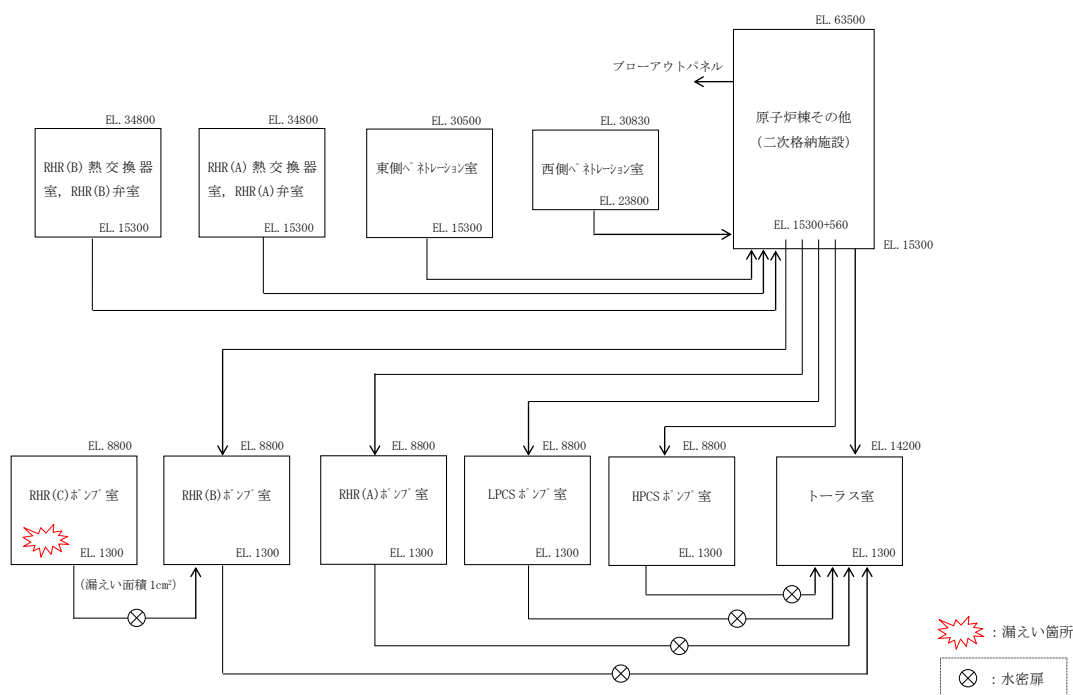 EL. 63500
ブローアウトパネル
原子炉棟その他
(二次格納施設)
EL. 34800
EL. 34800
EL. 30500
EL. 30830
RHR(B) 熱交換器
室, RHR(B)弁室
RHR(A) 熱交換器
室, RHR(A)弁室
東側ペネトレーション室
西側ペネトレーション室
EL. 23800
EL. 15300
EL. 15300
EL. 15300
EL. 15300+560
EL. 15300
EL. 8800
EL. 8800
EL. 8800
EL. 8800
EL. 8800
EL. 14200
RHR(C)ポンプ室
RHR(B)ポンプ室
RHR(A)ポンプ室
LPCSポンプ室
HPCSポンプ室
トーラス室
EL. 1300
EL. 1300
EL. 1300
EL. 1300
EL. 1300
EL. 1300
(漏えい面積 1cm²)
:漏えい箇所
:水密扉